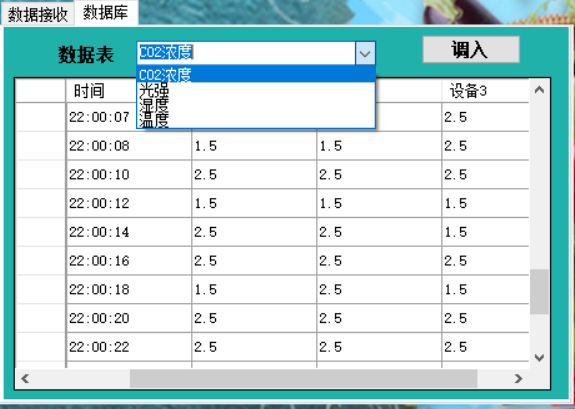 数据接收 数据库
数据表 CO2浓度 调入
CO2浓度
光强
湿度
温度
时间 设备3
22:00:07 2.5
22:00:08 1.5 1.5 2.5
22:00:10 2.5 2.5 2.5
22:00:12 1.5 1.5 1.5
22:00:14 2.5 2.5 1.5
22:00:16 2.5 2.5 2.5
22:00:18 1.5 2.5 1.5
22:00:20 2.5 2.5 2.5
22:00:22 2.5 2.5 2.5